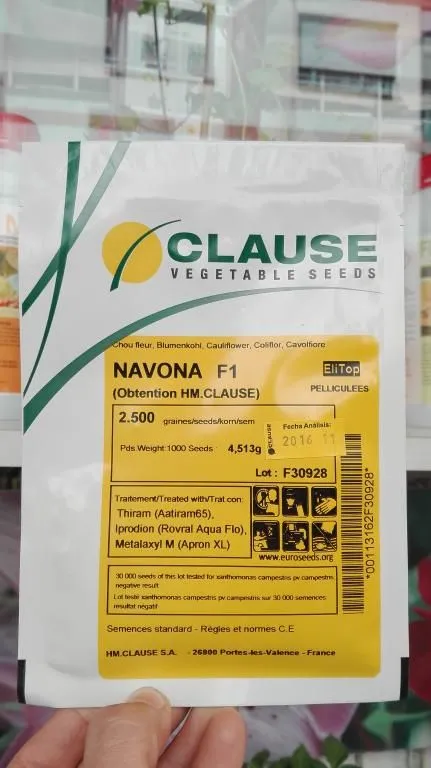 CLAUSE
VEGETABLE SEEDS
Chou fleur, Blumenkohl, Cauliflower, Coliflor, Cavolfiore
NAVONA F1
EliTop
(Obtention HM.CLAUSE)
PELLICULEES
2.500 graines/seeds/korn/sem
Pds Weight 1000 Seeds : 4,513g
CLAUSE
Fecha Análisis:
2016 11
Lot : F30928
Traitement/Treated with/Trat.con:
Thiram (Aatiram65),
Iprodion (Rovral Aqua Flo),
Metalaxyl M (Apron XL)
www.euroseeds.org
*00113162F30928*
30 000 seeds of this lot tested for xanthomonas campestris pv campestris
negative result
Lot testé xanthomonas campestris pv campestris sur 30 000 semences
resultat négatif
Semences standard - Règles et normes C.E
HM.CLAUSE S.A. - 26800 Portes-les-Valence - France